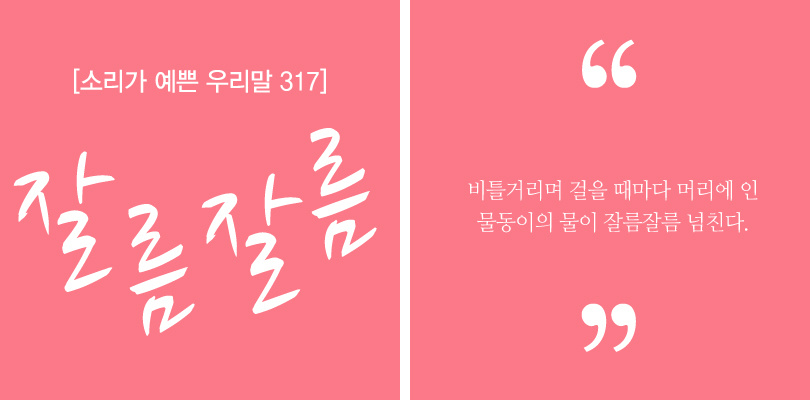 [소리가 예쁜 우리말 317]
잘름잘름
“
비틀거리며 걸을 때마다 머리에 인
물동이의 물이 잘름잘름 넘친다.
”